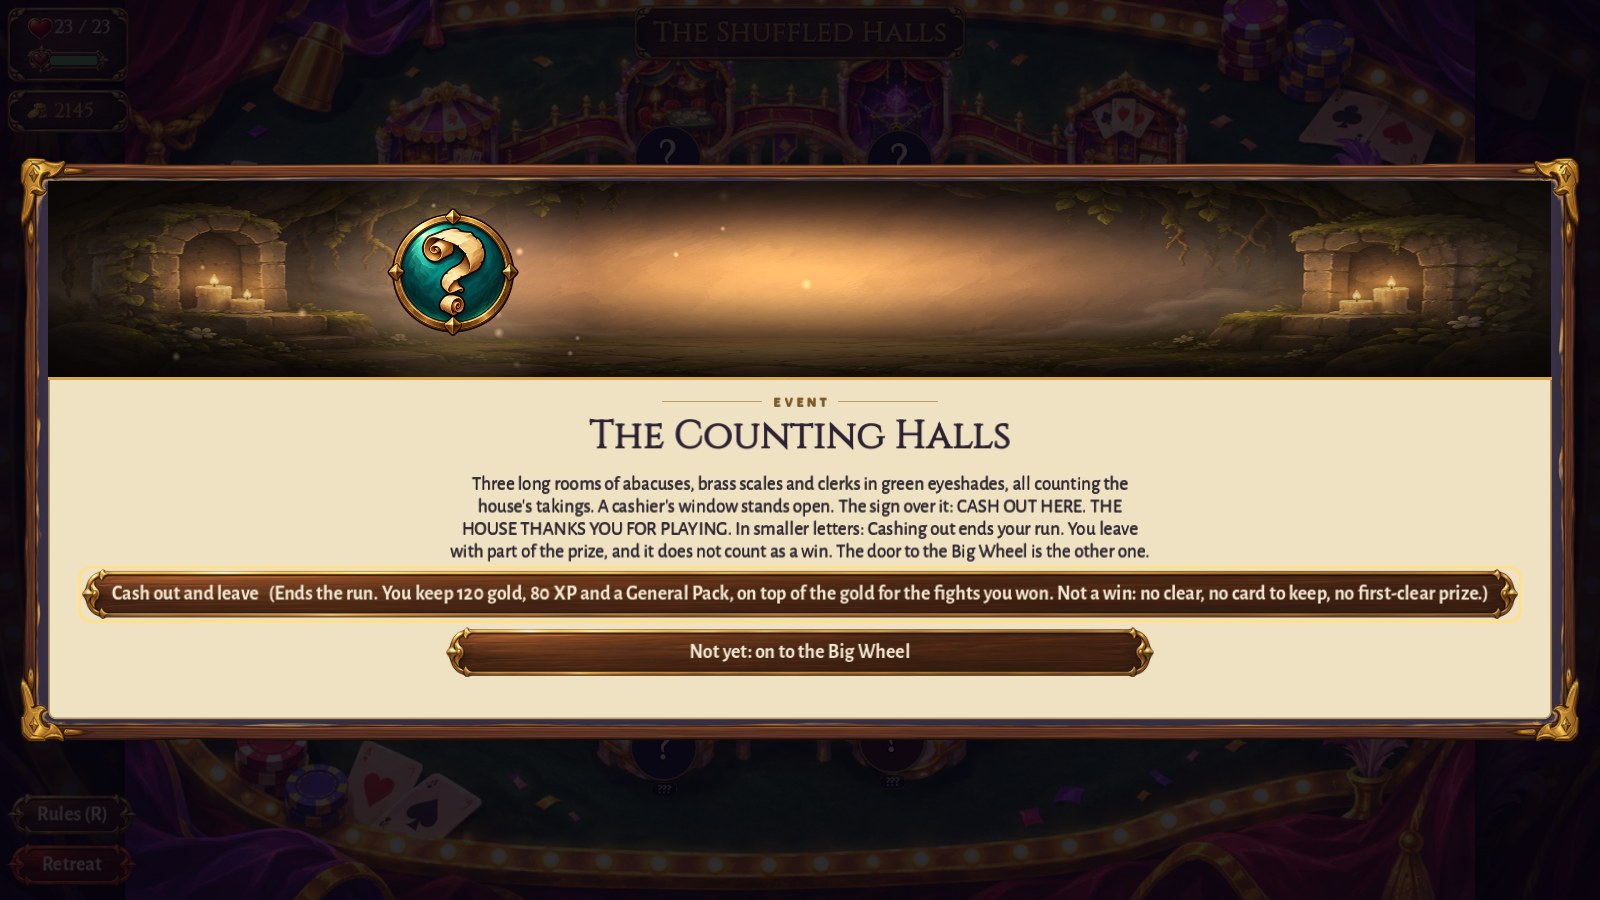 23 / 23
THE SHUFFLED HALLS
2145
?
?
EVENT
THE COUNTING HALLS
Three long rooms of abacuses, brass scales and clerks in green eyeshades, all counting the
house's takings. A cashier's window stands open. The sign over it: CASH OUT HERE. THE
HOUSE THANKS YOU FOR PLAYING. In smaller letters: Cashing out ends your run. You leave
with part of the prize, and it does not count as a win. The door to the Big Wheel is the other one.
Cash out and leave (Ends the run. You keep 120 gold, 80 XP and a General Pack, on top of the gold for the fights you won. Not a win: no clear, no card to keep, no first-clear prize.)
Not yet: on to the Big Wheel
?
?
???
???
Rules (R)
Retreat